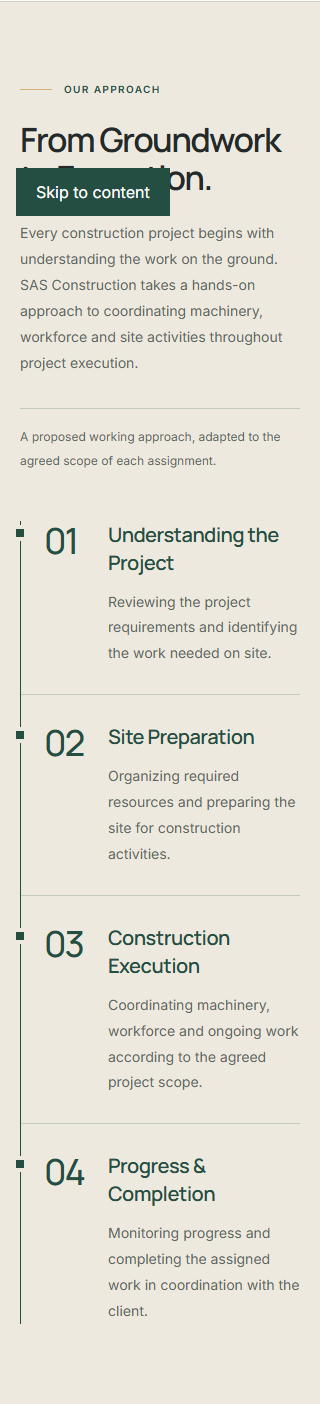 OUR APPROACH
From Groundwork
on.
Skip to content
Every construction project begins with
understanding the work on the ground.
SAS Construction takes a hands-on
approach to coordinating machinery,
workforce and site activities throughout
project execution.
A proposed working approach, adapted to the
agreed scope of each assignment.
01
Understanding the
Project
Reviewing the project
requirements and identifying
the work needed on site.
02
Site Preparation
Organizing required
resources and preparing the
site for construction
activities.
03
Construction
Execution
Coordinating machinery,
workforce and ongoing work
according to the agreed
project scope.
04
Progress &
Completion
Monitoring progress and
completing the assigned
work in coordination with the
client.